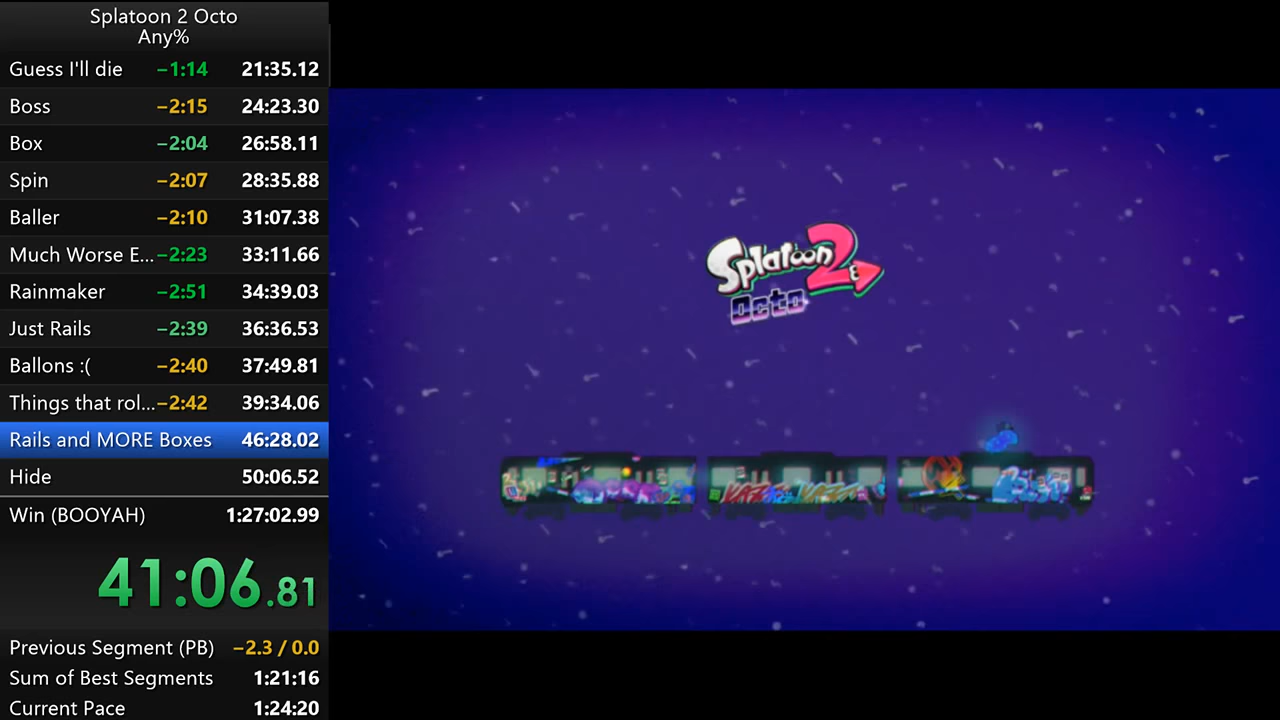 Splatoon 2 Octo
Any%
Guess I'll die −1:14 21:35.12
Boss −2:15 24:23.30
Box −2:04 26:58.11
Spin −2:07 28:35.88
Baller −2:10 31:07.38
Much Worse E... −2:23 33:11.66
Rainmaker −2:51 34:39.03
Just Rails −2:39 36:36.53
Ballons :( −2:40 37:49.81
Things that rol... −2:42 39:34.06
Rails and MORE Boxes 46:28.02
Hide 50:06.52
Win (BOOYAH) 1:27:02.99
41:06.81
Previous Segment (PB) −2.3 / 0.0
Sum of Best Segments 1:21:16
Current Pace 1:24:20
Splatoon 2
Octo